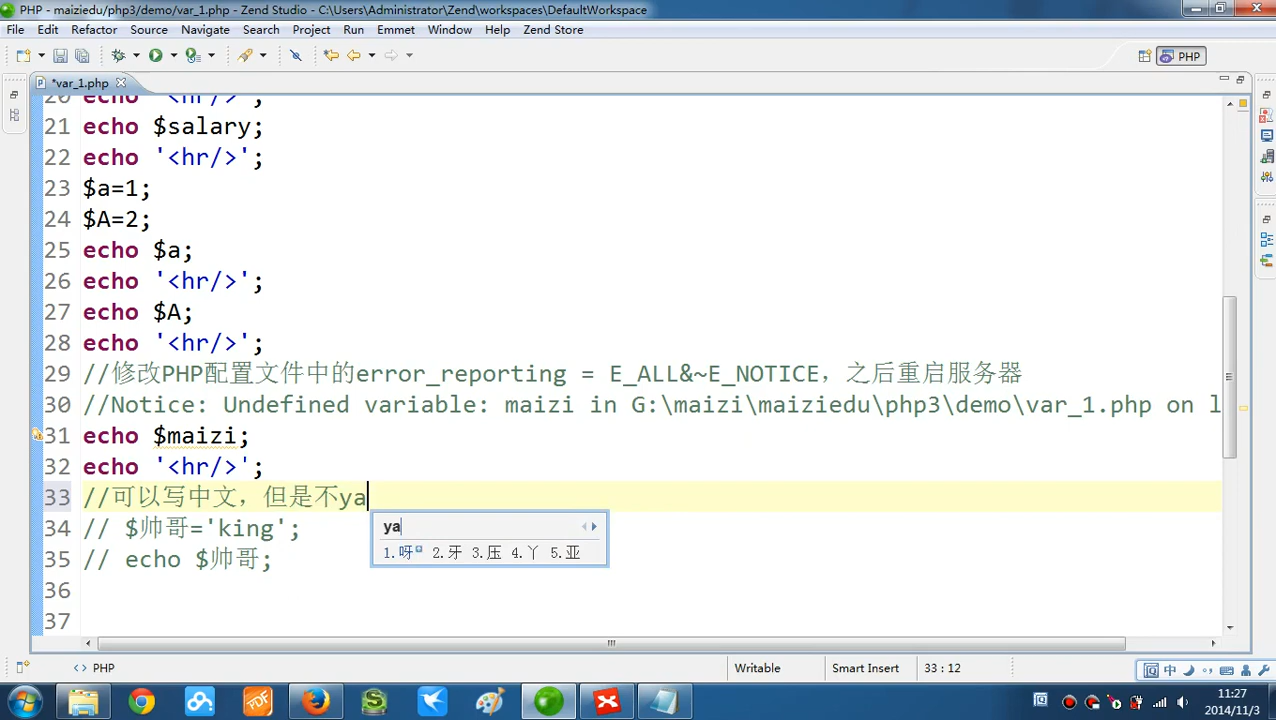 PHP - maiziedu/php3/demo/var_1.php - Zend Studio - C:\Users\Administrator\Zend\workspaces\DefaultWorkspace
File Edit Refactor Source Navigate Search Project Run Emmet Window Help Zend Store
PHP
*var_1.php
20 echo '<hr/>';
21 echo $salary;
22 echo '<hr/>';
23 $a=1;
24 $A=2;
25 echo $a;
26 echo '<hr/>';
27 echo $A;
28 echo '<hr/>';
29 //修改PHP配置文件中的error_reporting = E_ALL&~E_NOTICE，之后重启服务器
30 //Notice: Undefined variable: maizi in G:\maizi\maiziedu\php3\demo\var_1.php on l
31 echo $maizi;
32 echo '<hr/>';
33 //可以写中文，但是不ya
ya
34 // $帅哥='king';
1.呀 2.牙 3.压 4.丫 5.亚
35 // echo $帅哥;
36
37
PHP Writable Smart Insert 33 : 12
中
PDF
11:27
2014/11/3